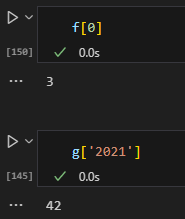 f[0]
[150] 0.0s
... 3
g['2021']
[145] 0.0s
... 42